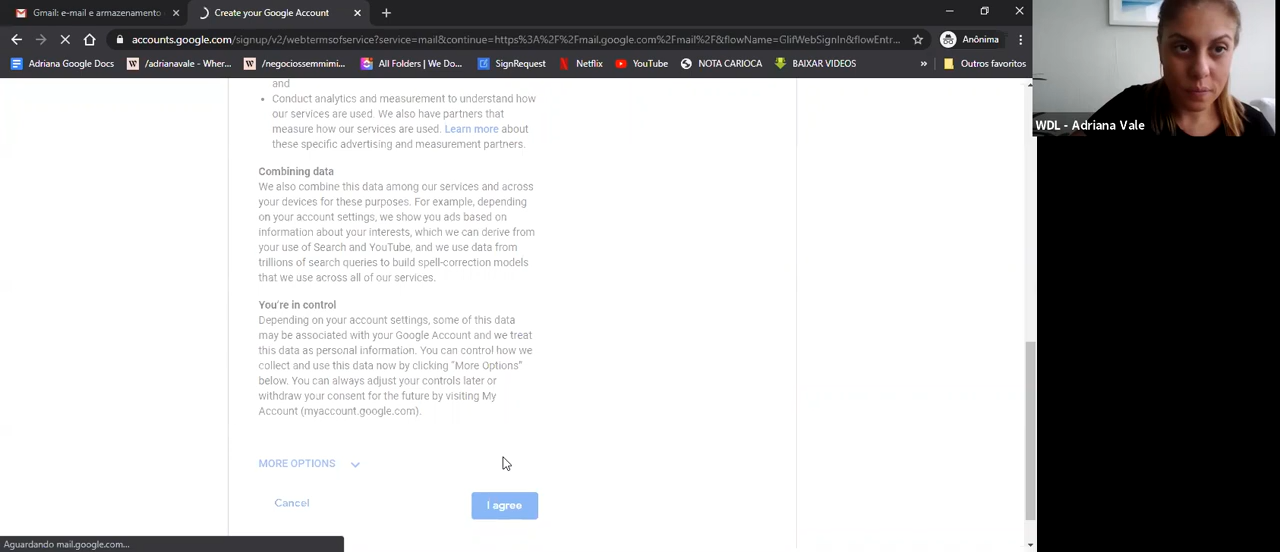 Gmail: e-mail e armazenamento
Create your Google Account
accounts.google.com/signup/v2/webtermsofservice?service=mail&continue=https%3A%2F%2Fmail.google.com%2Fmail%2F&flowName=GlifWebSignIn&flowEntr...
Anônima
Adriana Google Docs
/adrianavale - Wher...
/negociossemmimi...
All Folders | We Do...
SignRequest
Netflix
YouTube
NOTA CARIOCA
BAIXAR VIDEOS
»
Outros favoritos
WDL - Adriana Vale
and
• Conduct analytics and measurement to understand how
our services are used. We also have partners that
measure how our services are used. Learn more about
these specific advertising and measurement partners.
Combining data
We also combine this data among our services and across
your devices for these purposes. For example, depending
on your account settings, we show you ads based on
information about your interests, which we can derive from
your use of Search and YouTube, and we use data from
trillions of search queries to build spell-correction models
that we use across all of our services.
You're in control
Depending on your account settings, some of this data
may be associated with your Google Account and we treat
this data as personal information. You can control how we
collect and use this data now by clicking “More Options”
below. You can always adjust your controls later or
withdraw your consent for the future by visiting My
Account (myaccount.google.com).
MORE OPTIONS
Cancel
I agree
Aguardando mail.google.com...